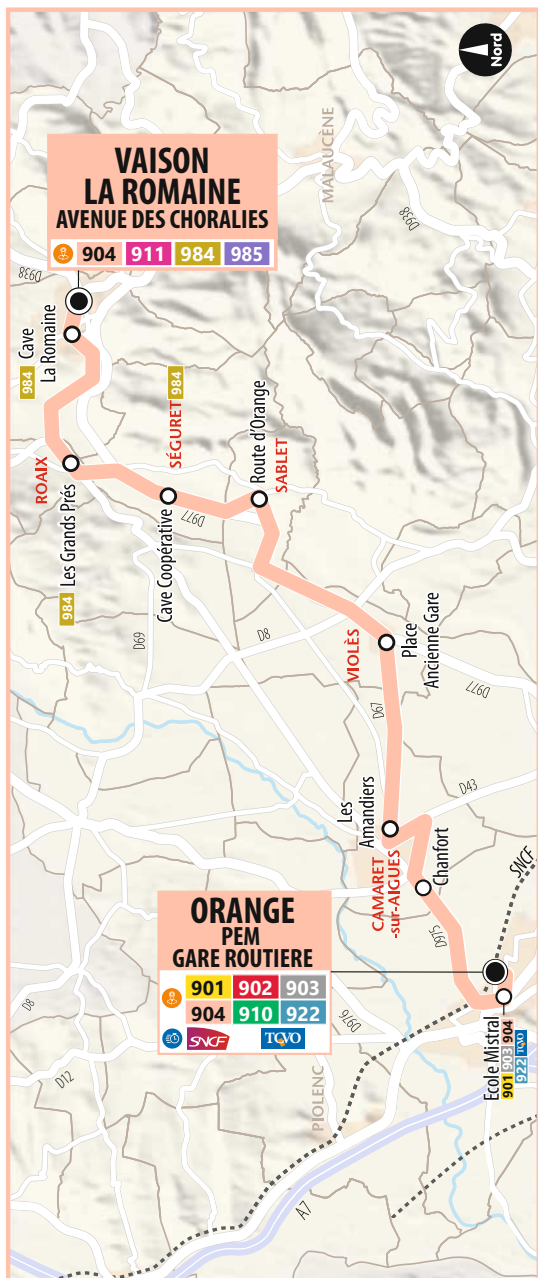 Nord
MALAUCÈNE
D938
VAISON
LA ROMAINE
AVENUE DES CHORALIES
904 911 984 985
D938
984 Cave
La Romaine
ROAIX
984 Les Grands Prés
SÉGURET 984
Cave Coopérative
D977
Route d'Orange
SABLET
D69
D8
VIOLÈS
Place
Ancienne Gare
D977
D67
Les
Amandiers
D43
CAMARET
-sur-AIGUES
Chanfort
SNCF
D975
ORANGE
PEM
GARE ROUTIERE
901 902 903
904 910 922
SNCF TCVO
D976
Ecole Mistral
901 903 904
922 TCVO
D8
D12
PIOLENC
A7